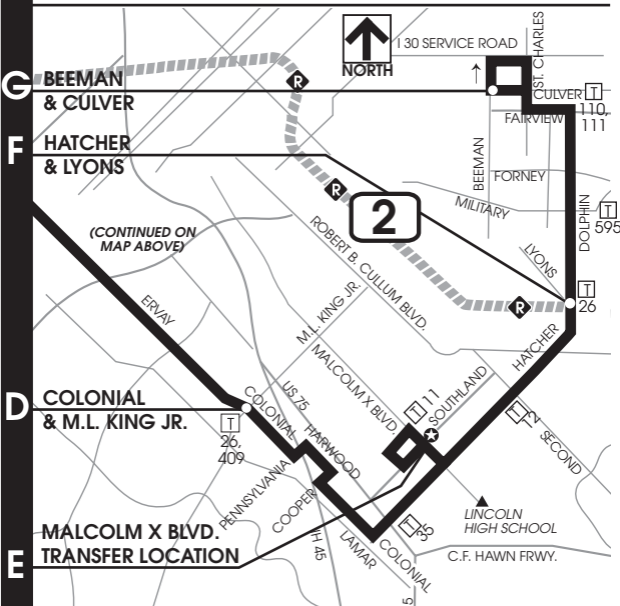 NORTH
I 30 SERVICE ROAD
ST. CHARLES
G
BEEMAN
& CULVER
CULVER
T
110,
111
FAIRVIEW
F
HATCHER
& LYONS
R
BEEMAN
FORNEY
R
2
MILITARY
DOLPHIN
T
595
(CONTINUED ON
MAP ABOVE)
ROBERT B. CULLUM BLVD.
LYONS
T
26
R
ERVAY
M.L. KING JR.
HATCHER
MALCOLM X BLVD
US 75
T 11
SOUTHLAND
D
COLONIAL
& M.L. KING JR.
T
26,
409
COLONIAL
HARWOOD
T 12
SECOND
PENNSYLVANIA
COOPER
LINCOLN
HIGH SCHOOL
E
MALCOLM X BLVD.
TRANSFER LOCATION
IH 45
LAMAR
T 35
COLONIAL
C.F. HAWN FRWY.